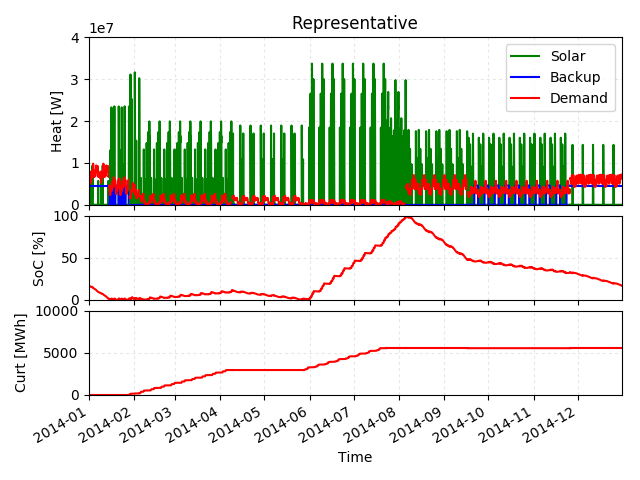 Representative
1e7
Heat [W]
4
3
2
1
0
Solar
Backup
Demand
SoC [%]
100
50
0
Curt [MWh]
10000
5000
0
2014-01
2014-02
2014-03
2014-04
2014-05
2014-06
2014-07
2014-08
2014-09
2014-10
2014-11
2014-12
Time